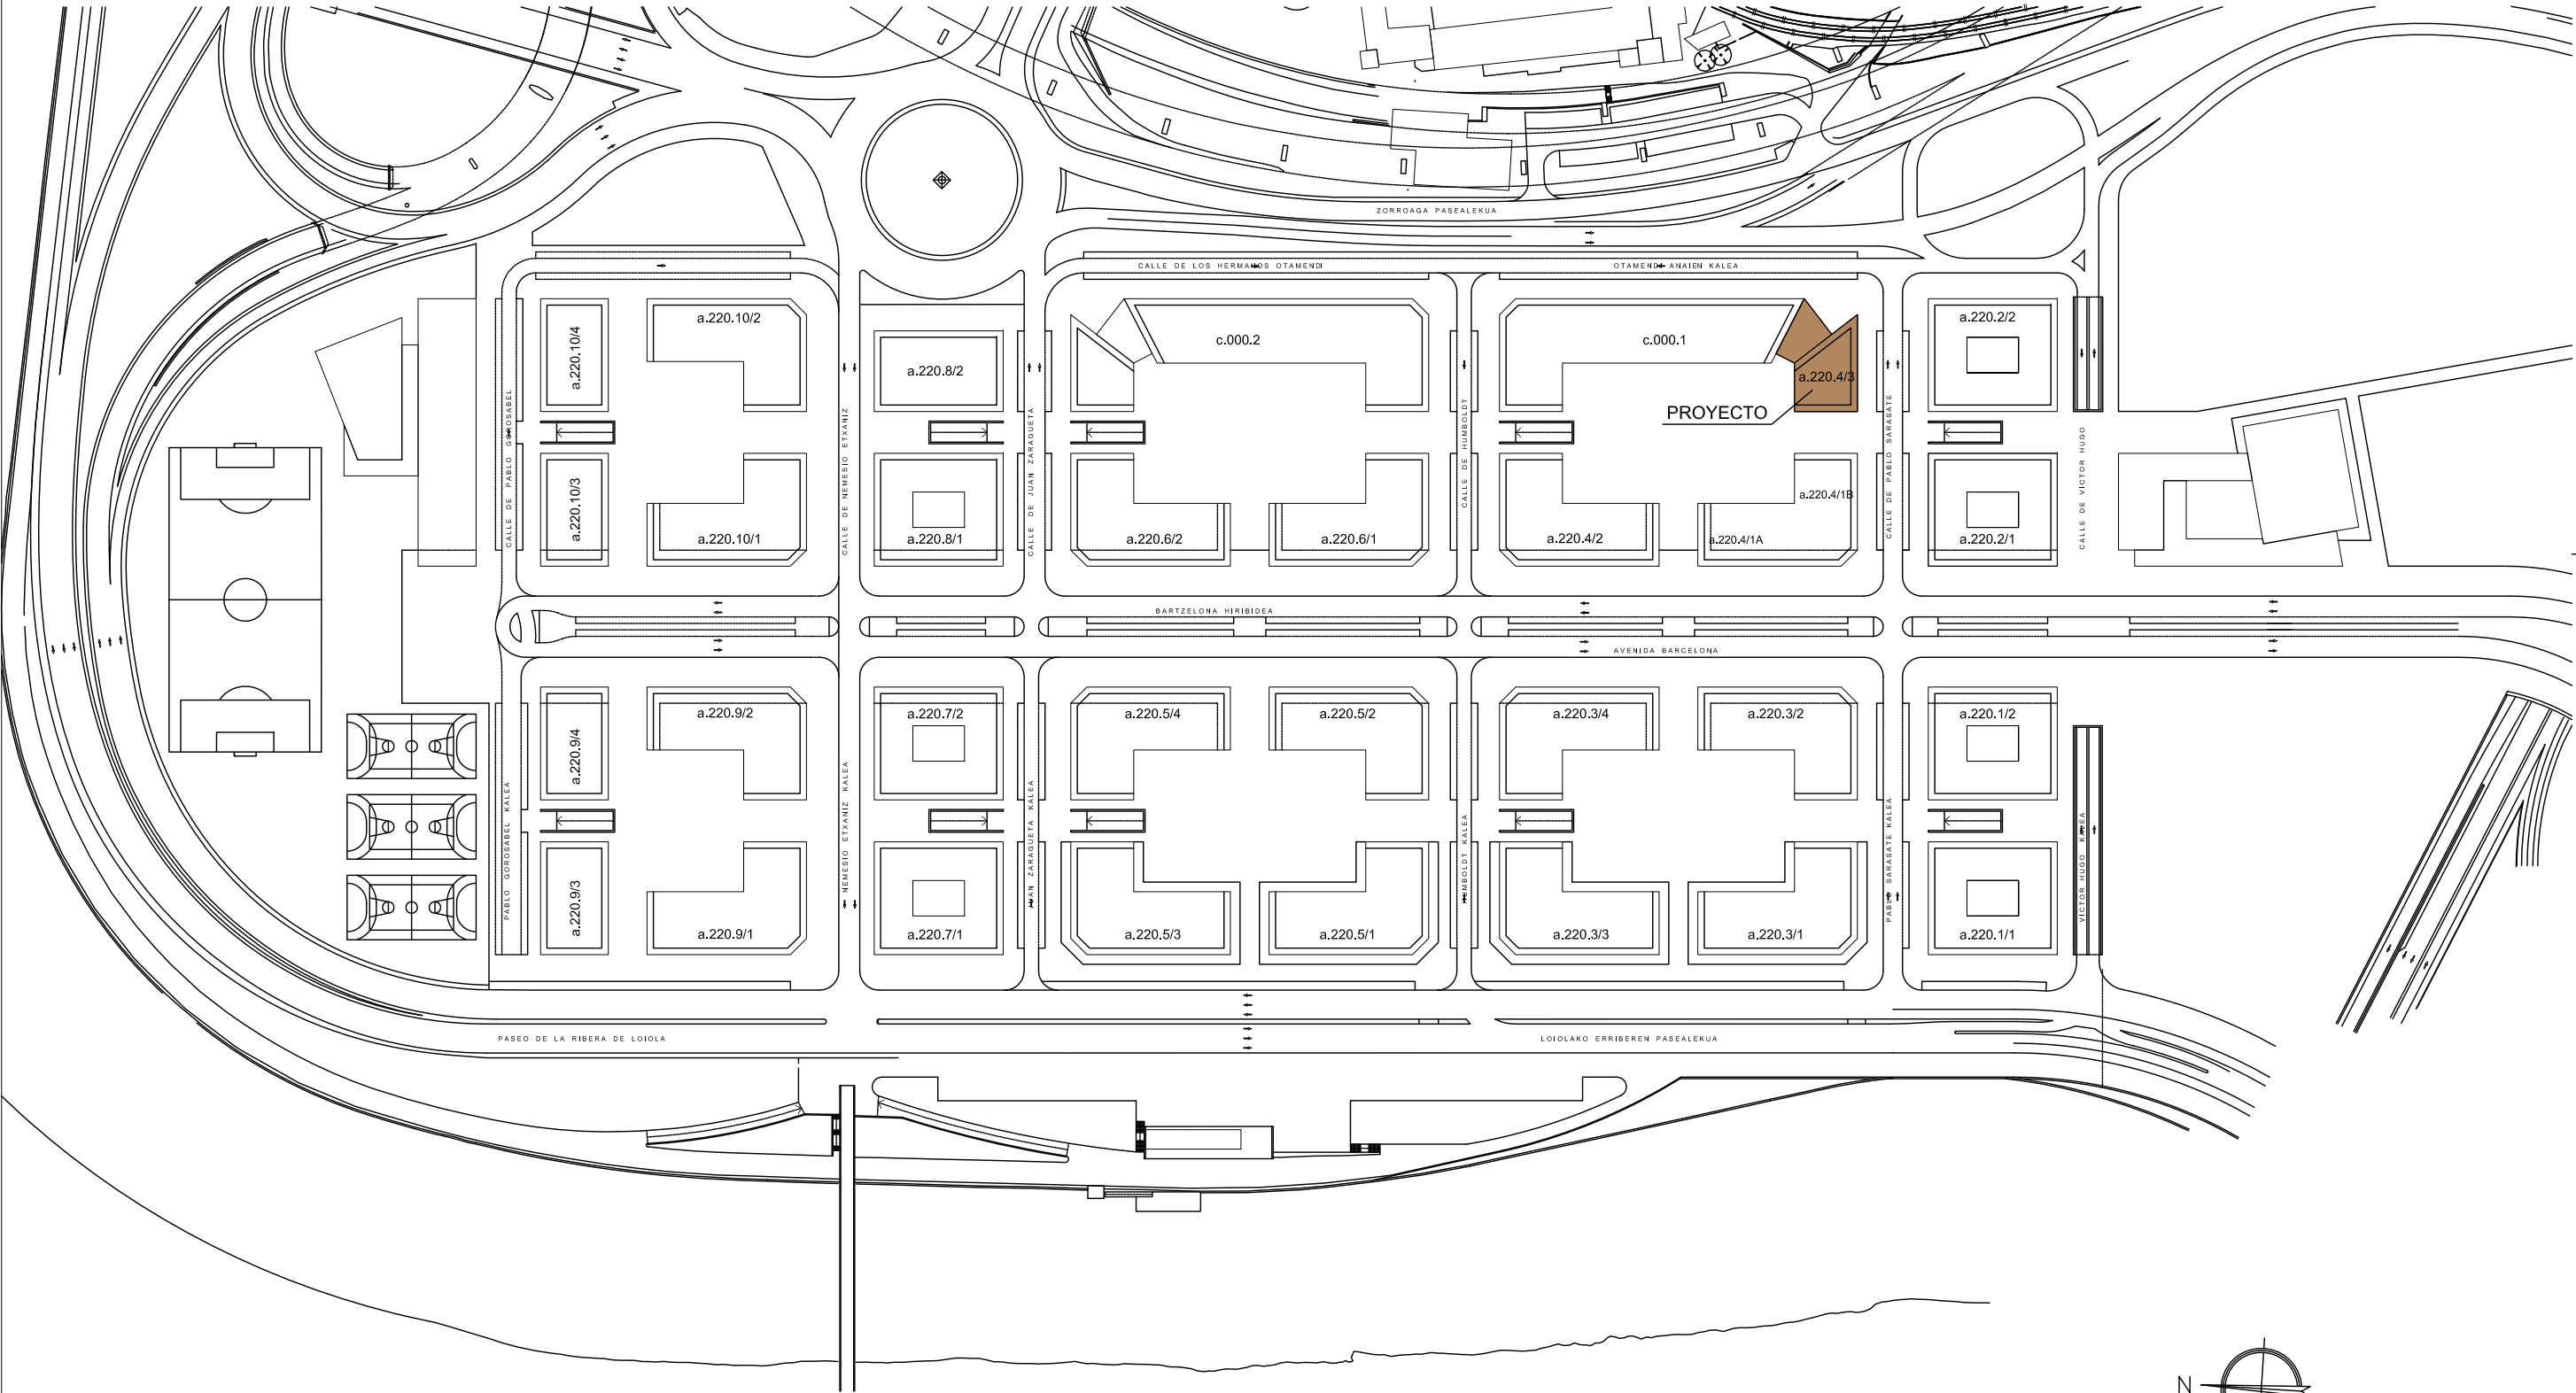 ZORROAGA PASEALEKUA
CALLE DE LOS HERMANOS OTAMENDI
OTAMENDI ANAIEN KALEA
a.220.10/4
a.220.10/2
a.220.8/2
c.000.2
c.000.1
a.220.4/3
a.220.2/2
PROYECTO
CALLE DE PABLO GOROSABEL
CALLE DE NEMESIO ETXANIZ
CALLE DE JUAN ZARAGUETA
CALLE DE HUMBOLDT
CALLE DE PABLO SARASATE
CALLE DE VICTOR HUGO
a.220.10/3
a.220.10/1
a.220.8/1
a.220.6/2
a.220.6/1
a.220.4/2
a.220.4/1A
a.220.4/1B
a.220.2/1
BARTZELONA HIRIBIDEA
AVENIDA BARCELONA
a.220.9/4
a.220.9/2
a.220.7/2
a.220.5/4
a.220.5/2
a.220.3/4
a.220.3/2
a.220.1/2
PABLO GOROSABEL KALEA
NEMESIO ETXANIZ KALEA
JUAN ZARAGUETA KALEA
HUMBOLDT KALEA
PABLO SARASATE KALEA
VICTOR HUGO KALEA
a.220.9/3
a.220.9/1
a.220.7/1
a.220.5/3
a.220.5/1
a.220.3/3
a.220.3/1
a.220.1/1
PASEO DE LA RIBERA DE LOIOLA
LOIOLAKO ERRIBEREN PASEALEKUA
N